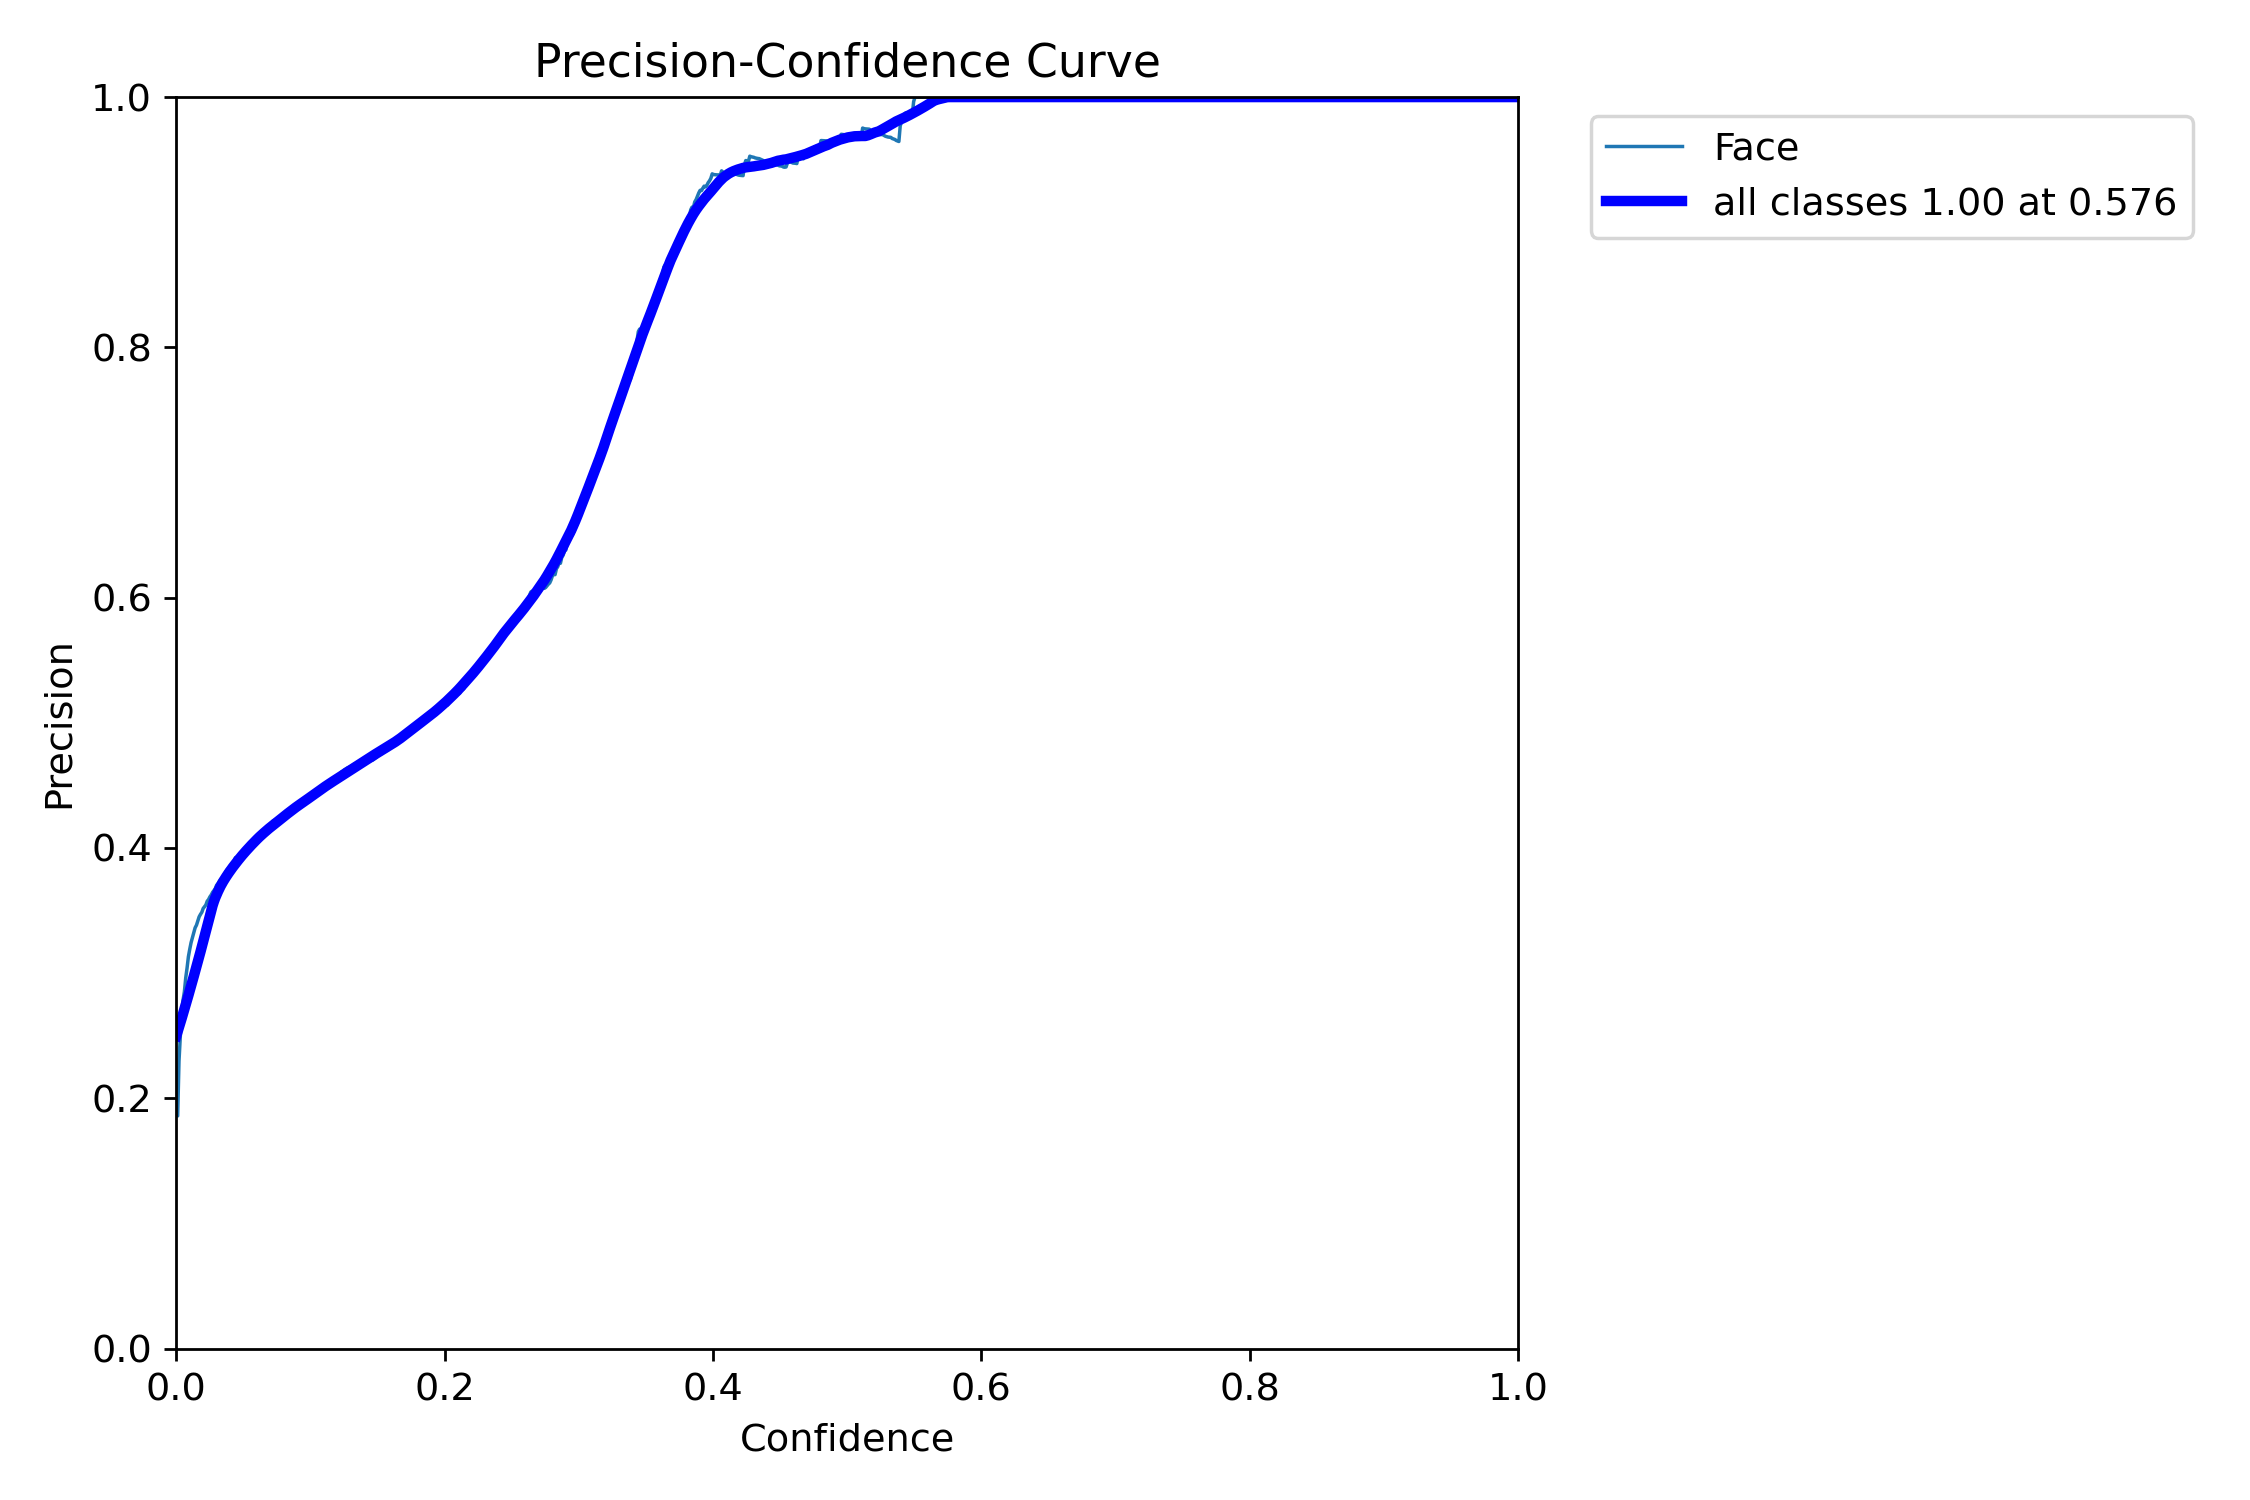 Precision-Confidence Curve
1.0
0.8
0.6
0.4
0.2
0.0
Precision
0.0 0.2 0.4 0.6 0.8 1.0
Confidence
Face
all classes 1.00 at 0.576